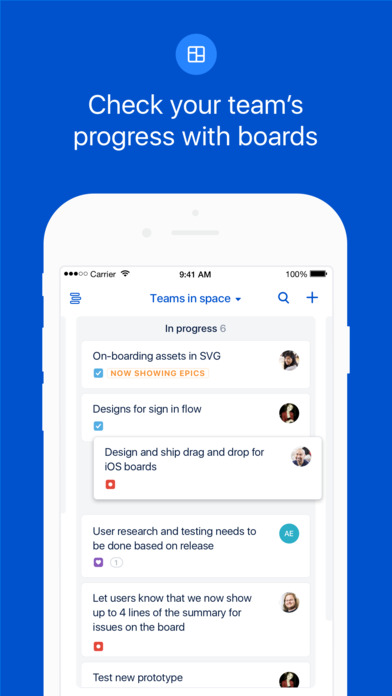 Check your team's
progress with boards
Carrier 9:41 AM 100%
Teams in space
In progress 6
On-boarding assets in SVG
NOW SHOWING EPICS
Designs for sign in flow
Design and ship drag and drop for
iOS boards
User research and testing needs to
be done based on release
AE
1
Let users know that we now show
up to 4 lines of the summary for
issues on the board
Test new prototype